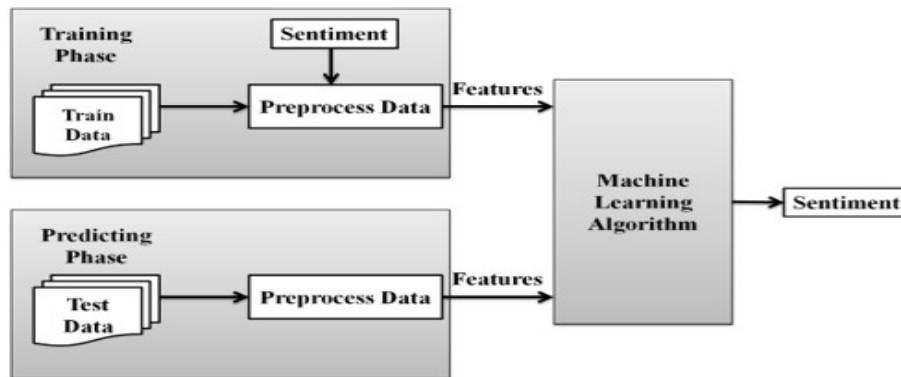 Training
Phase
Sentiment
Train
Data
Preprocess Data
Features
Machine
Learning
Algorithm
Sentiment
Predicting
Phase
Test
Data
Preprocess Data
Features